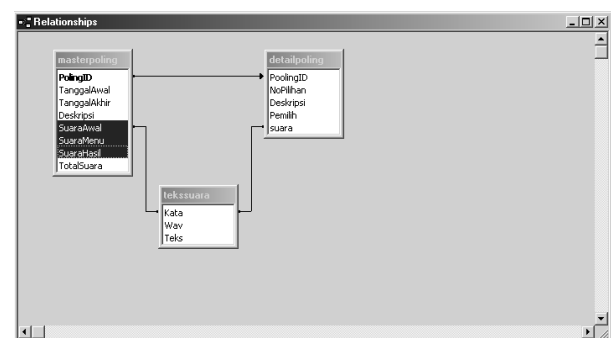 Relationships
masterpoling
PolingID
TanggalAwal
TanggalAkhir
Deskripsi
SuaraAwal
SuaraMenu
SuaraHasil
TotalSuara
detailpoling
PoolingID
NoPilihan
Deskripsi
Pemilih
suara
tekssuara
Kata
Wav
Teks